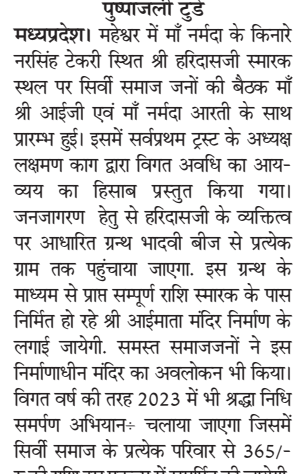 पुष्पाजली टुडे
मध्यप्रदेश। महेश्वर में माँ नर्मदा के किनारे
नरसिंह टेकरी स्थित श्री हरिदासजी स्मारक
स्थल पर सिर्वी समाज जनों की बैठक माँ
श्री आईजी एवं माँ नर्मदा आरती के साथ
प्रारम्भ हुई। इसमें सर्वप्रथम ट्रस्ट के अध्यक्ष
लक्षमण काग द्वारा विगत अवधि का आय-
व्यय का हिसाब प्रस्तुत किया गया।
जनजागरण हेतु से हरिदासजी के व्यक्तित्व
पर आधारित ग्रन्थ भादवी बीज से प्रत्येक
ग्राम तक पहुंचाया जाएगा. इस ग्रन्थ के
माध्यम से प्राप्त सम्पूर्ण राशि स्मारक के पास
निर्मित हो रहे श्री आईमाता मंदिर निर्माण के
लगाई जायेगी. समस्त समाजजनों ने इस
निर्माणाधीन मंदिर का अवलोकन भी किया।
विगत वर्ष की तरह 2023 में भी श्रद्धा निधि
समर्पण अभियान÷ चलाया जाएगा जिसमें
सिर्वी समाज के प्रत्येक परिवार से 365/-